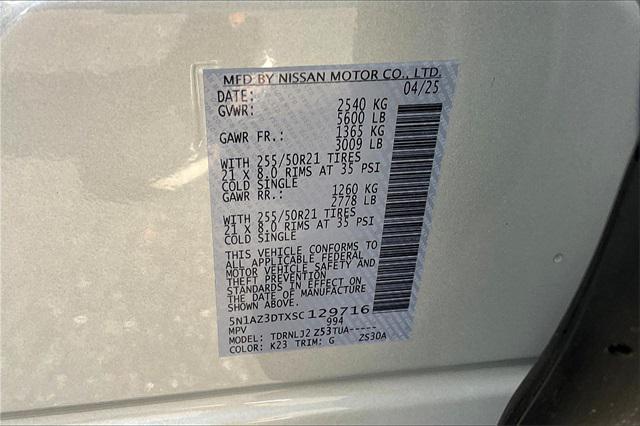 MFD BY NISSAN MOTOR CO., LTD.
DATE: 04/25
GVWR: 2540 KG
5600 LB
GAWR FR.: 1365 KG
3009 LB
WITH 255/50R21 TIRES
21 X 8.0 RIMS AT 35 PSI
COLD SINGLE
GAWR RR.: 1260 KG
2778 LB
WITH 255/50R21 TIRES
21 X 8.0 RIMS AT 35 PSI
COLD SINGLE
THIS VEHICLE CONFORMS TO
ALL APPLICABLE FEDERAL
MOTOR VEHICLE SAFETY AND
THEFT PREVENTION
STANDARDS IN EFFECT ON
THE DATE OF MANUFACTURE
SHOWN ABOVE.
5N1AZ3DTXSC129716
MPV 994
MODEL: TDRNLJ2 Z53TUA-----
COLOR: K23 TRIM: G ZS30A